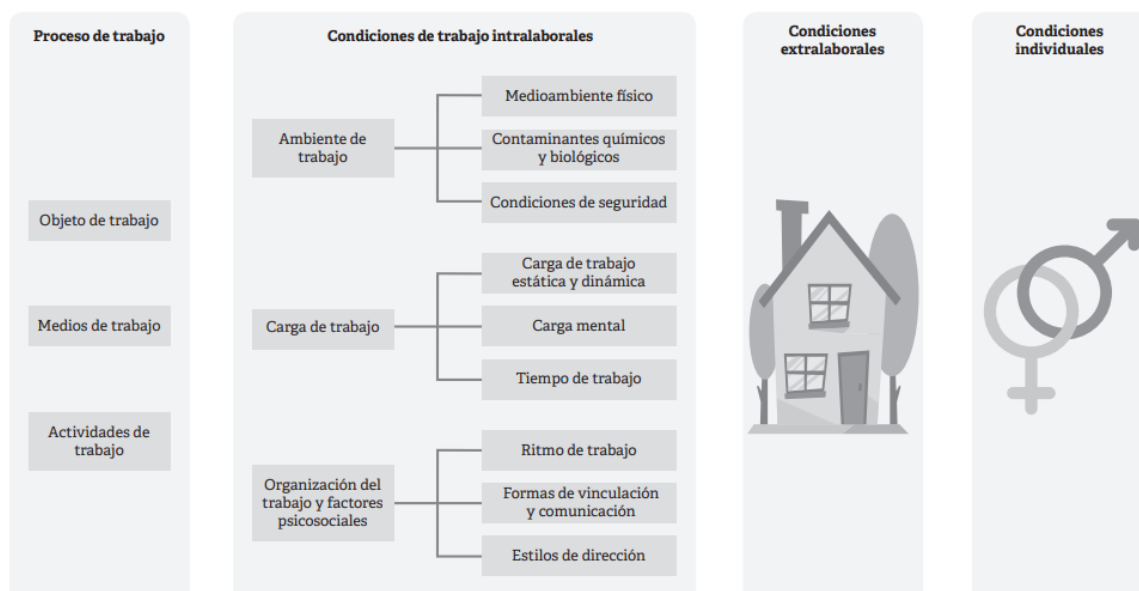 Proceso de trabajo
Objeto de trabajo
Medios de trabajo
Actividades de
trabajo
Condiciones de trabajo intralaborales
Ambiente de
trabajo
Medioambiente físico
Contaminantes químicos
y biológicos
Condiciones de seguridad
Carga de trabajo
Carga de trabajo
estática y dinámica
Carga mental
Tiempo de trabajo
Organización del
trabajo y factores
psicosociales
Ritmo de trabajo
Formas de vinculación
y comunicación
Estilos de dirección
Condiciones
extralaborales
Condiciones
individuales